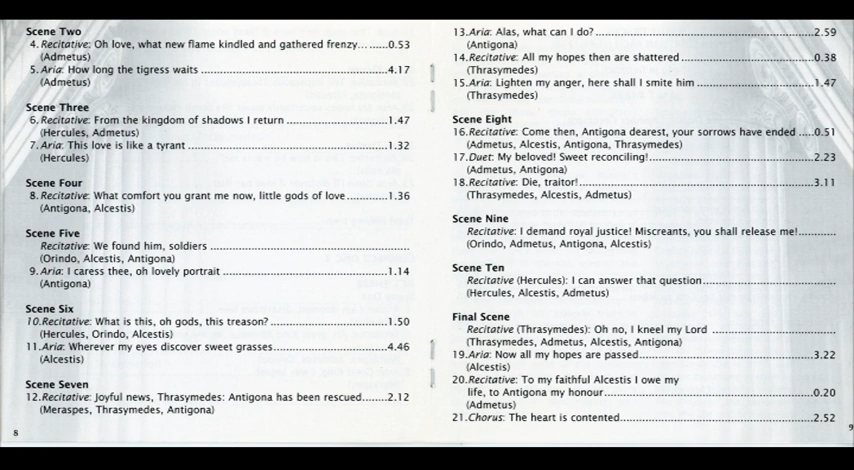 Scene Two
4.Recitative: Oh love, what new flame kindled and gathered frenzy... ......0.53
(Admetus)
5.Aria: How long the tigress waits ................................................4.17
(Admetus)
Scene Three
6.Recitative: From the kingdom of shadows I return ..........................1.47
(Hercules, Admetus)
7.Aria: This love is like a tyrant ...................................................1.32
(Hercules)
Scene Four
8.Recitative: What comfort you grant me now, little gods of love............1.36
(Antigona, Alcestis)
Scene Five
Recitative: We found him, soldiers ...................................................
(Orindo, Alcestis, Antigona)
9.Aria: I caress thee, oh lovely portrait ..........................................1.14
(Antigona)
Scene Six
10.Recitative: What is this, oh gods, this treason? ..............................1.50
(Hercules, Orindo, Alcestis)
11.Aria: Wherever my eyes discover sweet grasses.............................4.46
(Alcestis)
Scene Seven
12.Recitative: Joyful news, Thrasymedes: Antigona has been rescued........2.12
(Meraspes, Thrasymedes, Antigona)
8
13.Aria: Alas, what can I do? .......................................................2.59
(Antigona)
14.Recitative: All my hopes then are shattered ..................................0.38
(Thrasymedes)
15.Aria: Lighten my anger, here shall I smite him ..............................1.47
(Thrasymedes)
Scene Eight
16.Recitative: Come then, Antigona dearest, your sorrows have ended .....0.51
(Admetus, Alcestis, Antigona, Thrasymedes)
17.Duet: My beloved! Sweet reconciling!..........................................2.23
(Admetus, Antigona)
18.Recitative: Die, traitor!...........................................................3.11
(Thrasymedes, Alcestis, Admetus)
Scene Nine
Recitative: I demand royal justice! Miscreants, you shall release me!...........
(Orindo, Admetus, Antigona, Alcestis)
Scene Ten
Recitative (Hercules): I can answer that question..................................
(Hercules, Alcestis, Admetus)
Final Scene
Recitative (Thrasymedes): Oh no, I kneel my Lord ................................
(Thrasymedes, Admetus, Alcestis, Antigona)
19.Aria: Now all my hopes are passed............................................3.22
(Alcestis)
20.Recitative: To my faithful Alcestis I owe my
life, to Antigona my honour......................................................0.20
(Admetus)
21.Chorus: The heart is contented.................................................2.52
9